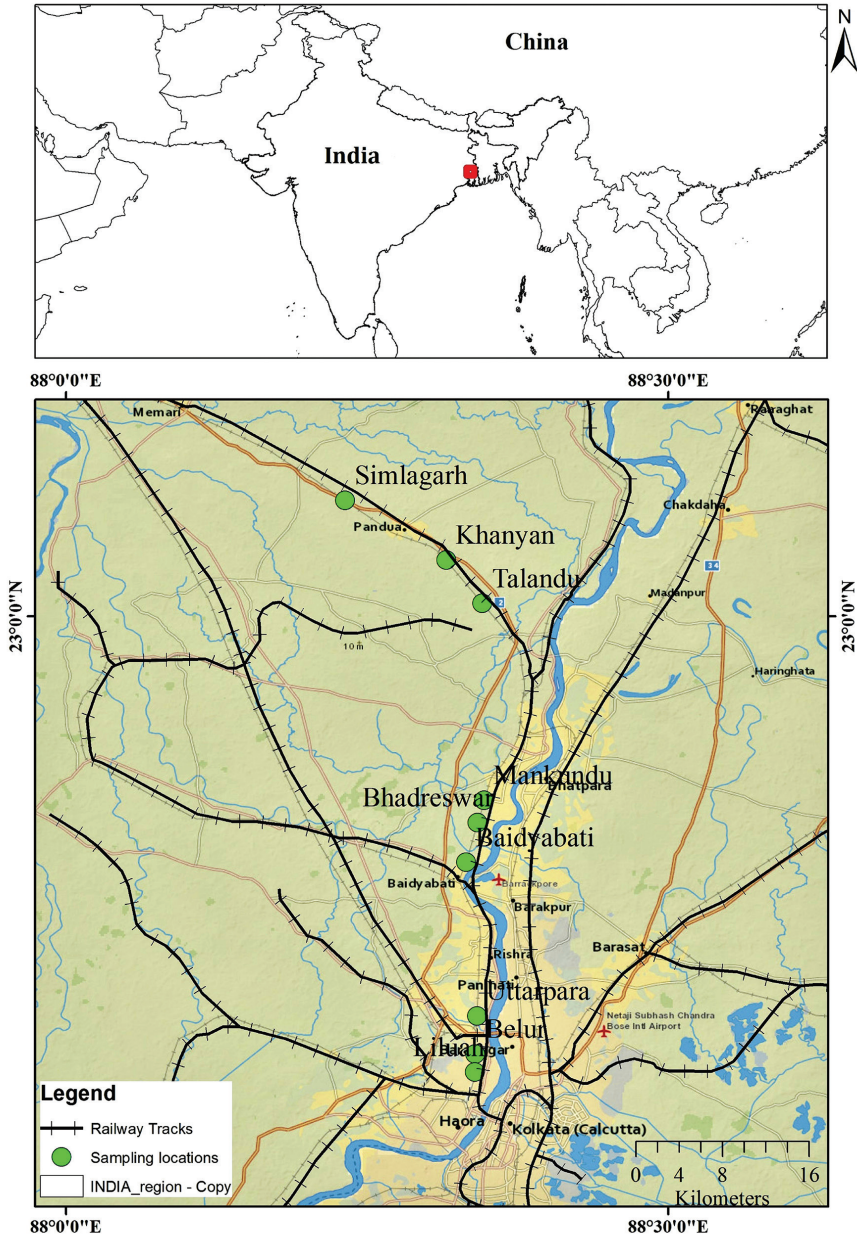 N
China
India
88°0'0"E
88°30'0"E
Memari
Ranaghat
Simlagarh
Pandua
Chakdaha
Khanyan
34
Talandu
2
Madanpur
23°0'0"N
23°0'0"N
10 m
Haringhata
Mankundu
Bhatpara
Bhadreswar
Baidyabati
Baidyabati
Barrackpore
Barakpur
Barasat
Rishra
Panihati
Uttarpara
Netaji Subhash Chandra
Bose Intl Airport
Belur
Liluah
Legend
Railway Tracks
Sampling locations
INDIA_region - Copy
Haora
Kolkata (Calcutta)
0 4 8 16
Kilometers
88°0'0"E
88°30'0"E